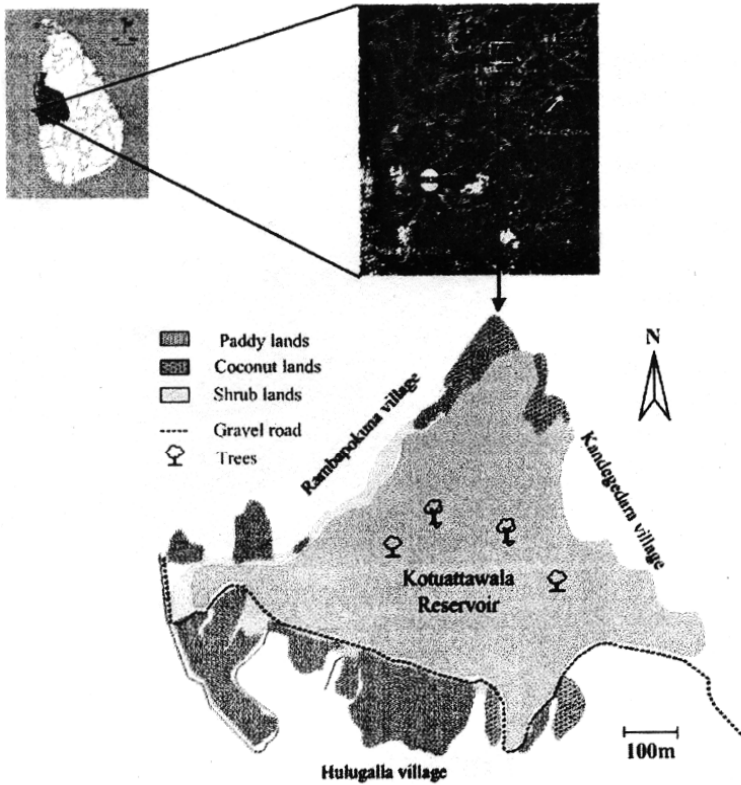 Paddy lands
Coconut lands
Shrub lands
Gravel road
Trees
N
Rambapokuna village
Kandegedara village
Kotuattawala
Reservoir
100m
Hulugalla village